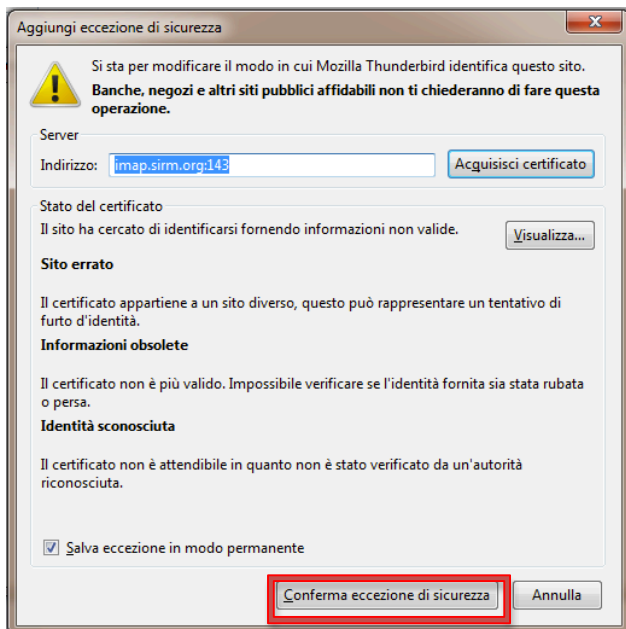 Aggiungi eccezione di sicurezza
Si sta per modificare il modo in cui Mozilla Thunderbird identifica questo sito.
Banche, negozi e altri siti pubblici affidabili non ti chiederanno di fare questa
operazione.
Server
Indirizzo: imap.sirm.org:143 Acquisisci certificato
Stato del certificato
Il sito ha cercato di identificarsi fornendo informazioni non valide.
Visualizza...
Sito errato
Il certificato appartiene a un sito diverso, questo può rappresentare un tentativo di
furto d'identità.
Informazioni obsolete
Il certificato non è più valido. Impossibile verificare se l'identità fornita sia stata rubata
o persa.
Identità sconosciuta
Il certificato non è attendibile in quanto non è stato verificato da un'autorità
riconosciuta.
Salva eccezione in modo permanente
Conferma eccezione di sicurezza Annulla